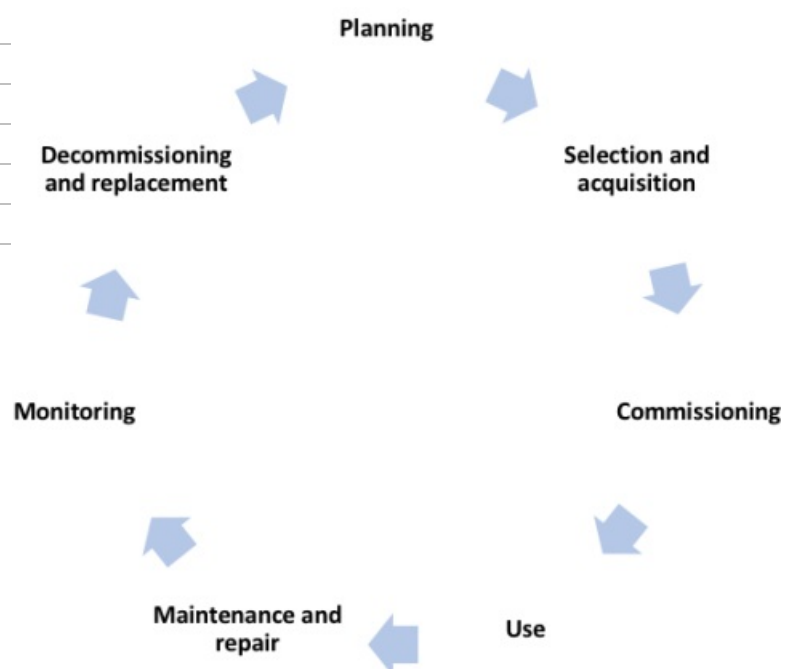 Planning
Selection and
acquisition
Commissioning
Use
Maintenance and
repair
Monitoring
Decommissioning
and replacement